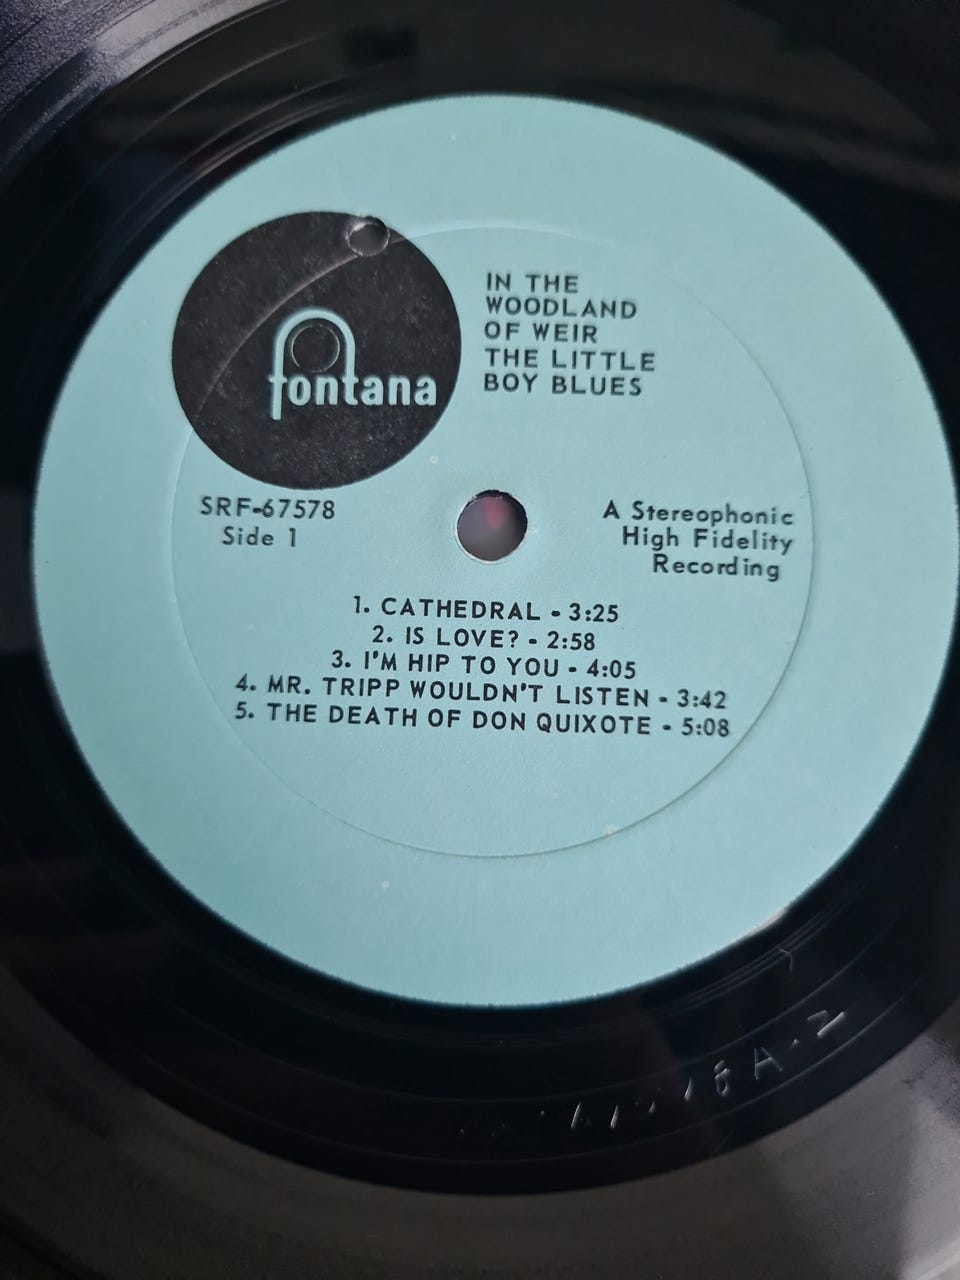 fontana
IN THE
WOODLAND
OF WEIR
THE LITTLE
BOY BLUES
SRF-67578
Side 1
A Stereophonic
High Fidelity
Recording
1. CATHEDRAL - 3:25
2. IS LOVE? - 2:58
3. I'M HIP TO YOU - 4:05
4. MR. TRIPP WOULDN'T LISTEN - 3:42
5. THE DEATH OF DON QUIXOTE - 5:08